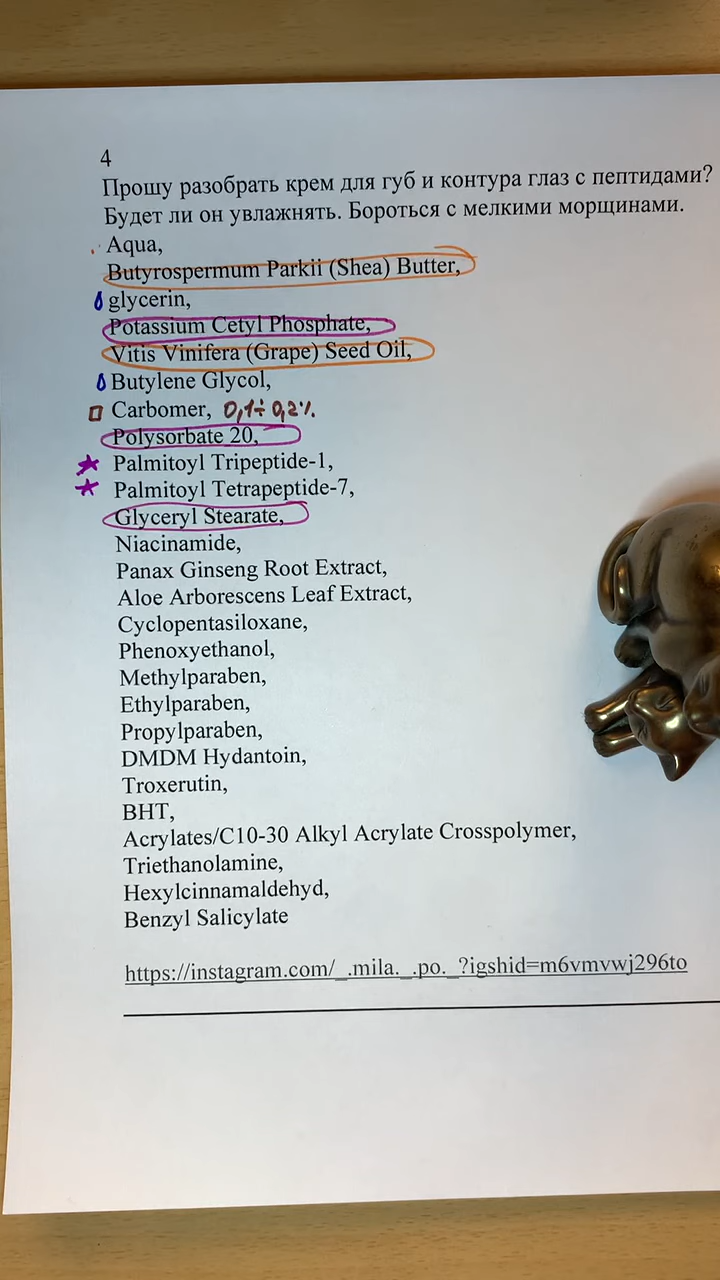 4
Прошу разобрать крем для губ и контура глаз с пептидами?
Будет ли он увлажнять. Бороться с мелкими морщинами.
Aqua,
Butyrospermum Parkii (Shea) Butter,
glycerin,
Potassium Cetyl Phosphate,
Vitis Vinifera (Grape) Seed Oil,
Butylene Glycol,
Carbomer, 0,1÷0,2%
Polysorbate 20,
Palmitoyl Tripeptide-1,
Palmitoyl Tetrapeptide-7,
Glyceryl Stearate,
Niacinamide,
Panax Ginseng Root Extract,
Aloe Arborescens Leaf Extract,
Cyclopentasiloxane,
Phenoxyethanol,
Methylparaben,
Ethylparaben,
Propylparaben,
DMDM Hydantoin,
Troxerutin,
BHT,
Acrylates/C10-30 Alkyl Acrylate Crosspolymer,
Triethanolamine,
Hexylcinnamaldehyd,
Benzyl Salicylate
https://instagram.com/_.mila._.po._?igshid=m6vmvwj296to